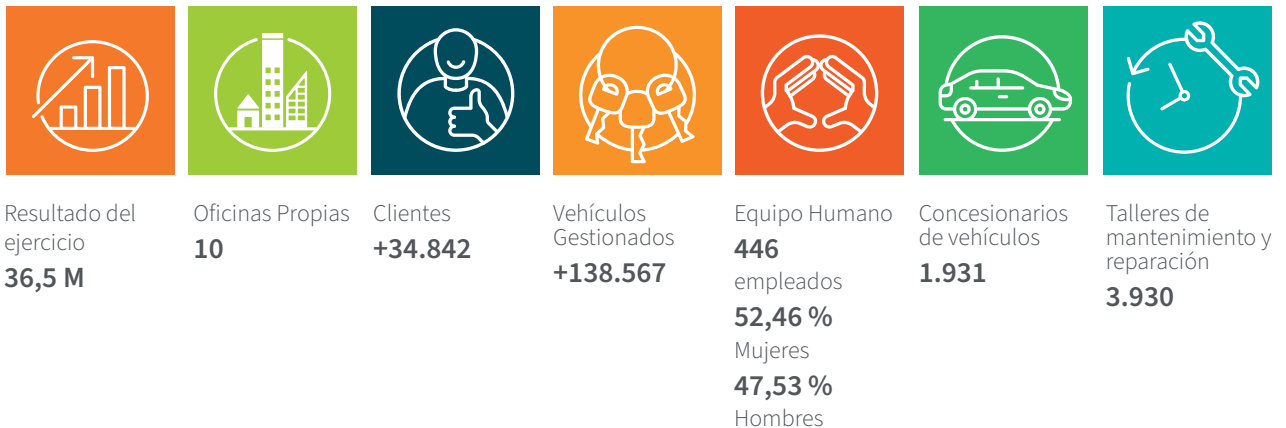 Resultado del
ejercicio
36,5 M
Oficinas Propias
10
Clientes
+34.842
Vehículos
Gestionados
+138.567
Equipo Humano
446
empleados
52,46 %
Mujeres
47,53 %
Hombres
Concesionarios
de vehículos
1.931
Talleres de
mantenimiento y
reparación
3.930